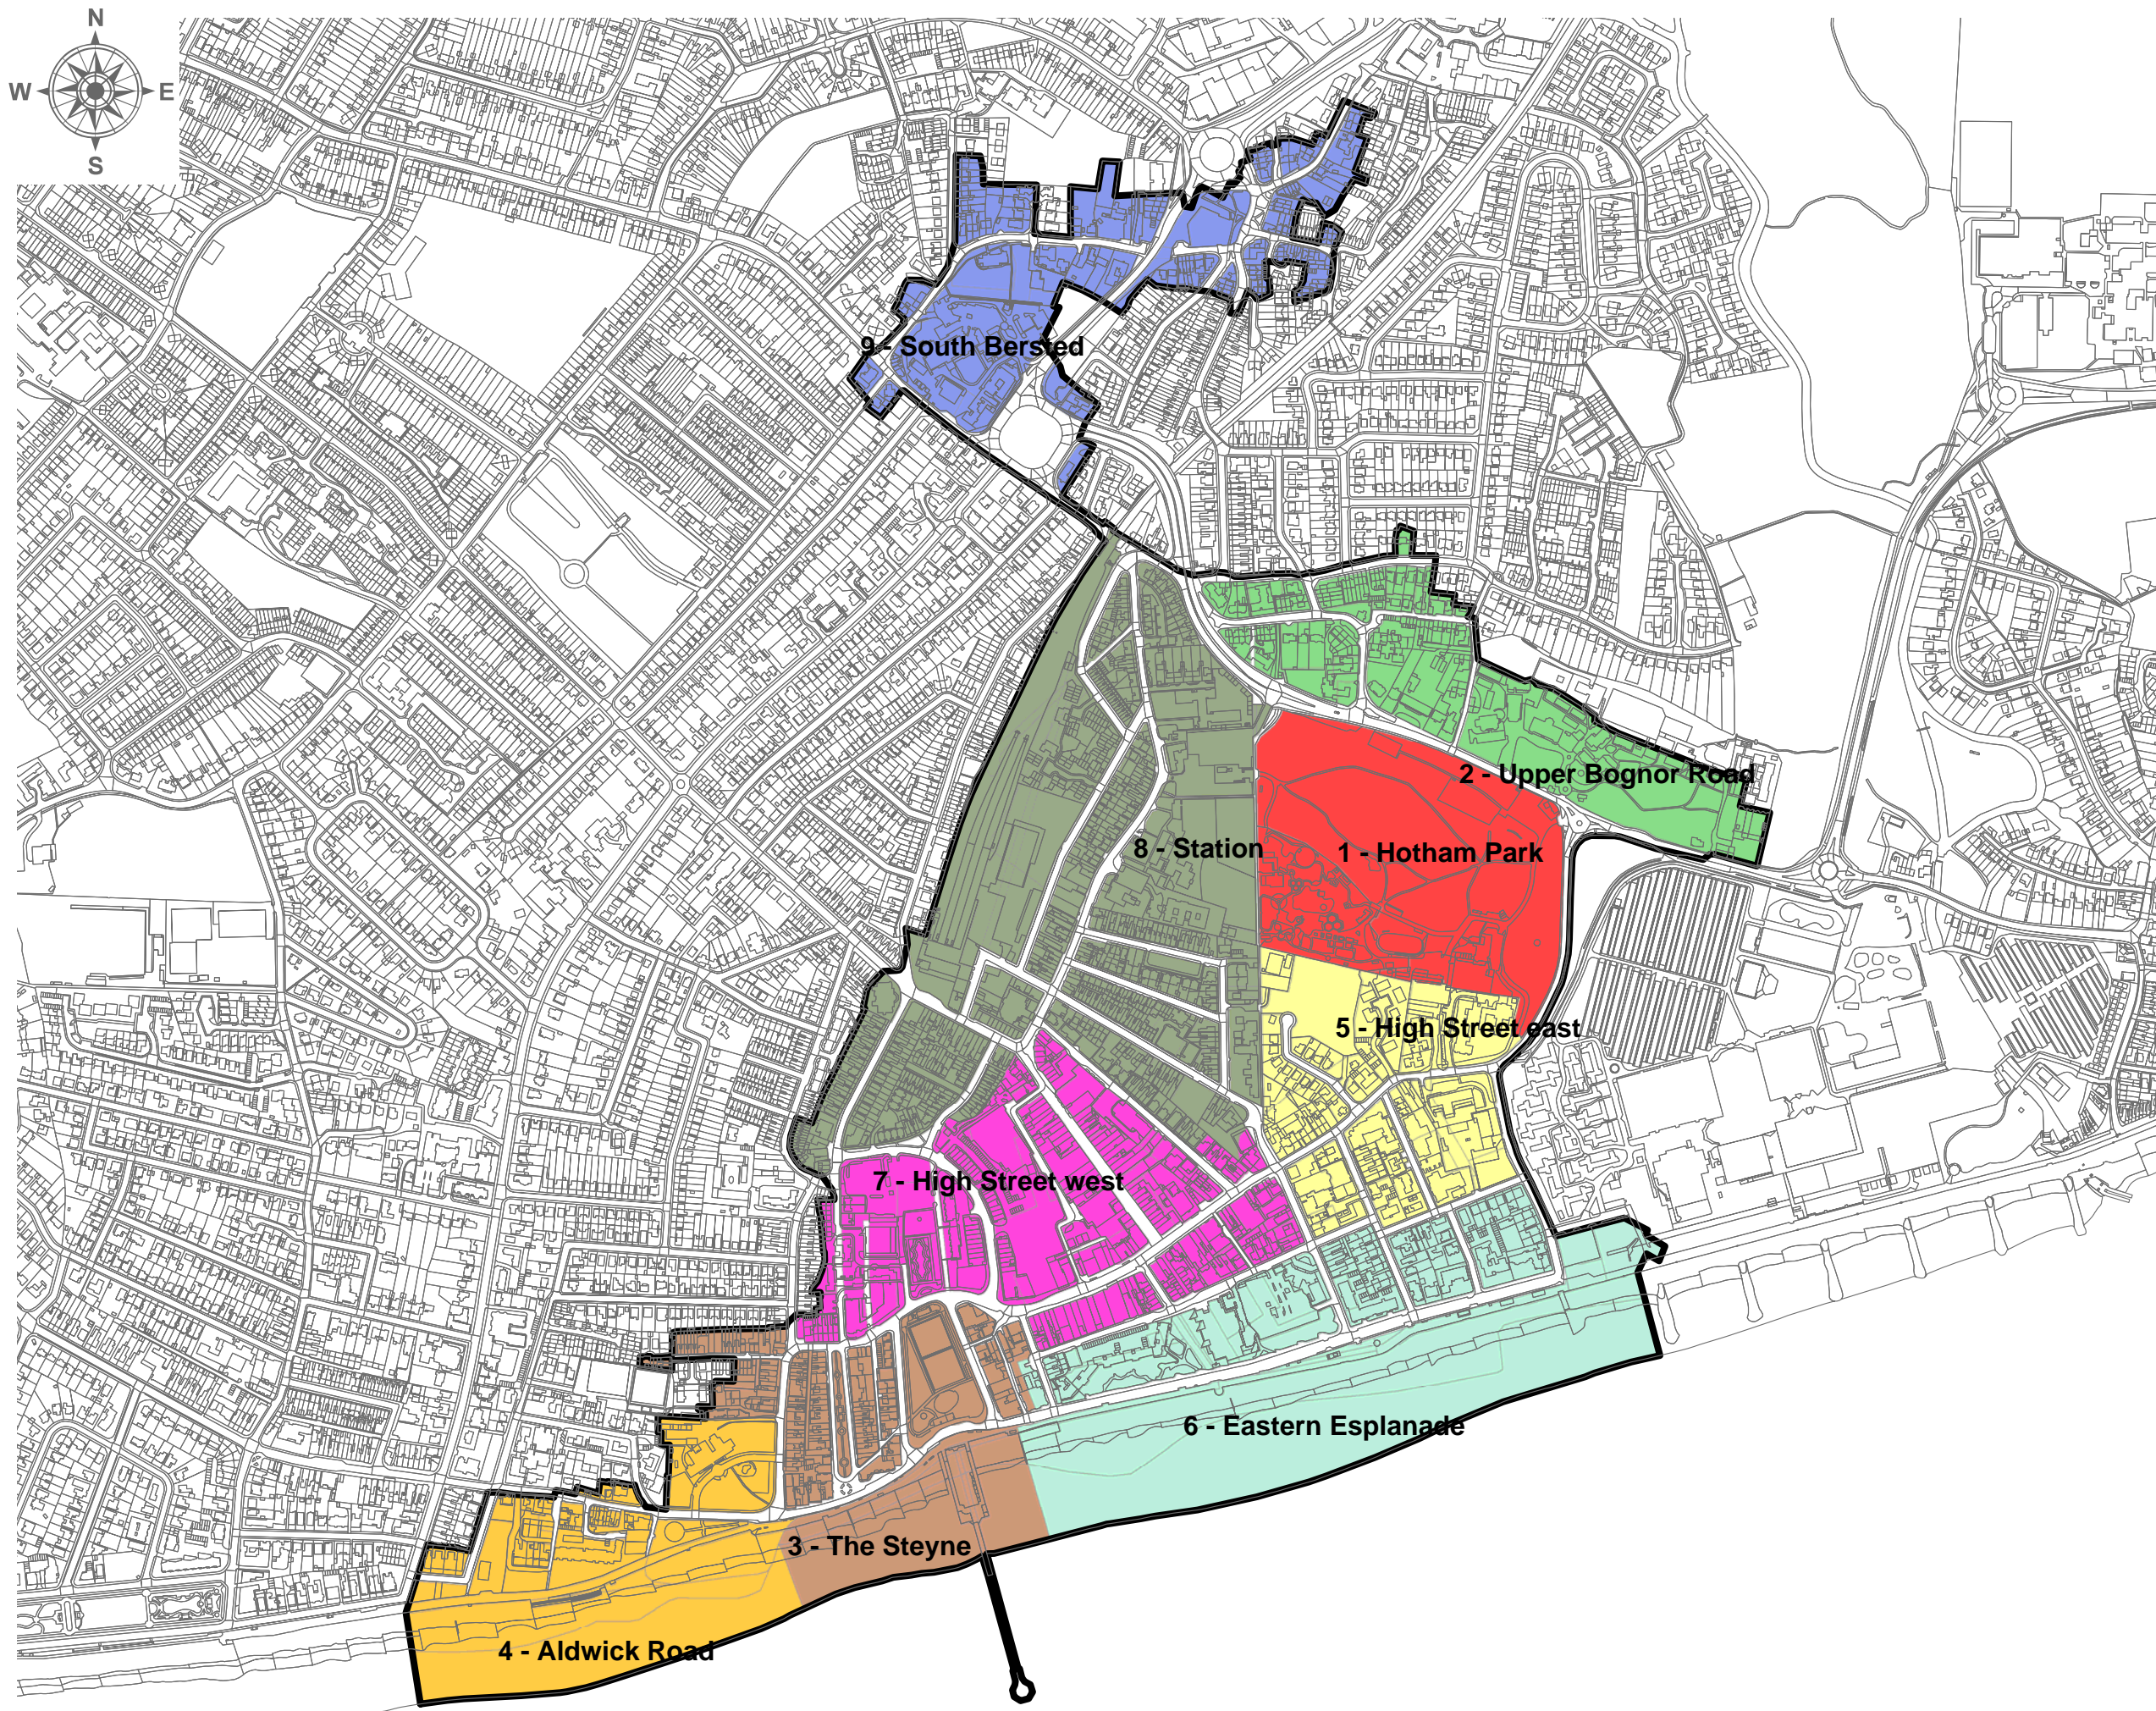 N
W E
S
9 - South Bersted
2 - Upper Bognor Road
8 - Station
1 - Hotham Park
5 - High Street east
7 - High Street west
6 - Eastern Esplanade
3 - The Steyne
4 - Aldwick Road